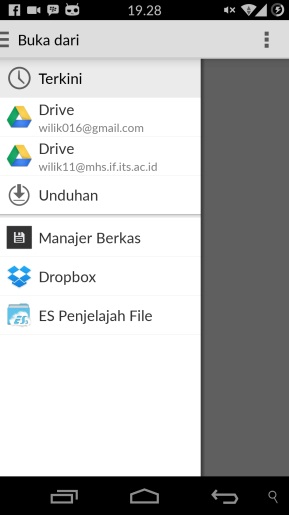 19.28
Buka dari
Terkini
Drive
wilik016@gmail.com
Drive
wilik11@mhs.if.its.ac.id
Unduhan
Manajer Berkas
Dropbox
ES Penjelajah File